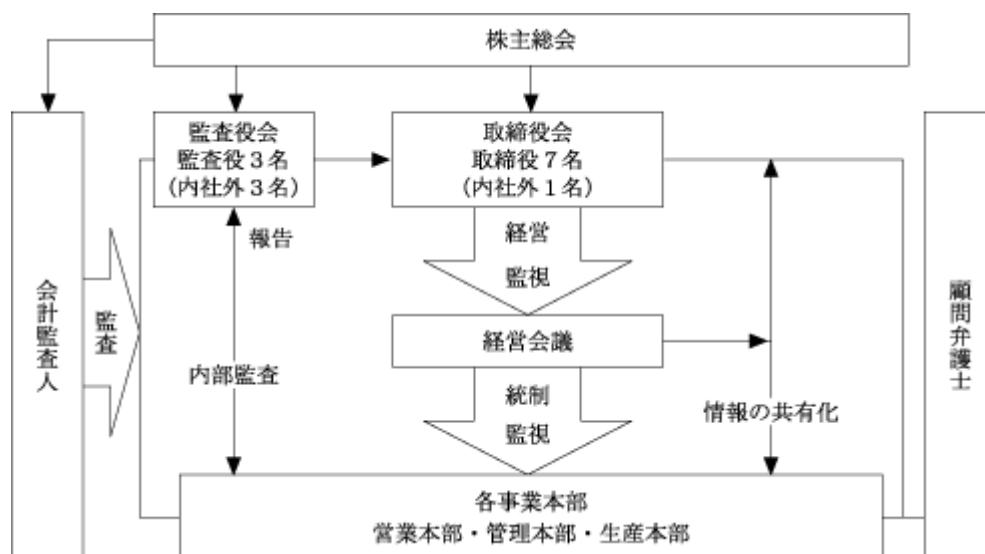 株主総会
監査役会
監査役3名
（内社外3名）
取締役会
取締役7名
（内社外1名）
報告
経営
監視
会計監査人
監査
経営会議
顧問弁護士
内部監査
統制
監視
情報の共有化
各事業本部
営業本部・管理本部・生産本部